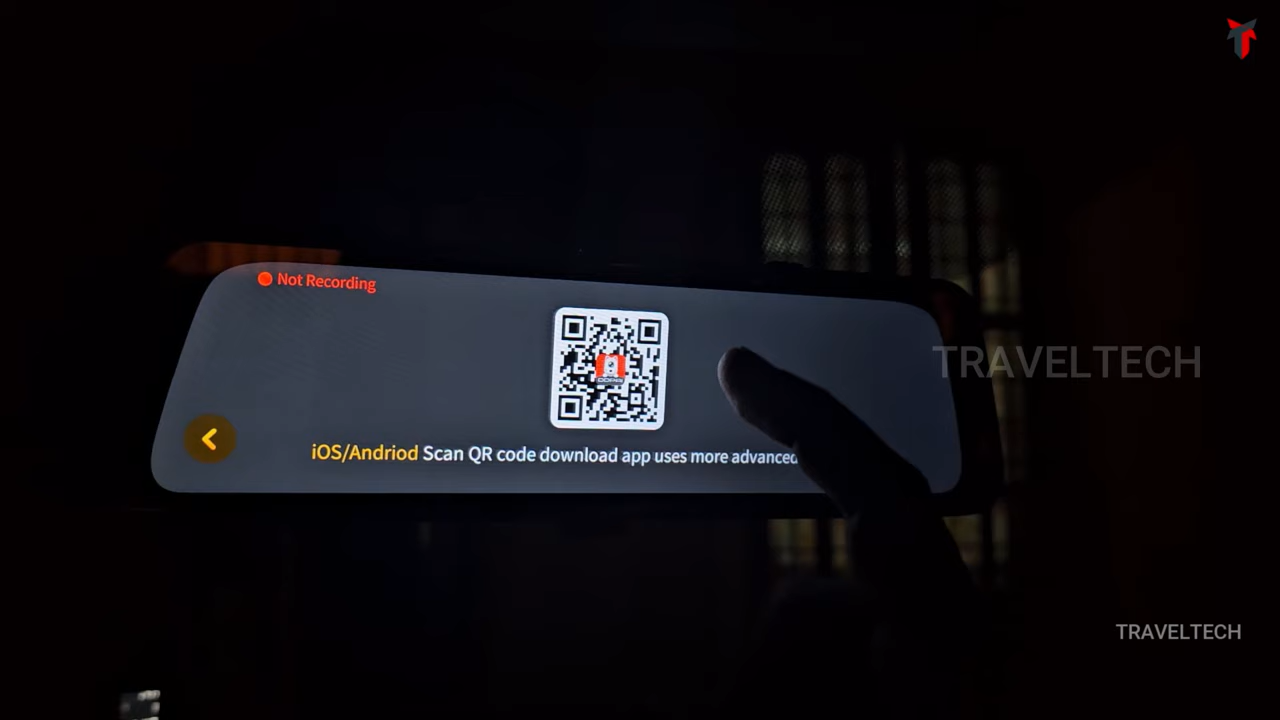 Not Recording
iOS/Andriod Scan QR code download app uses more advanced
TRAVELTECH
TRAVELTECH